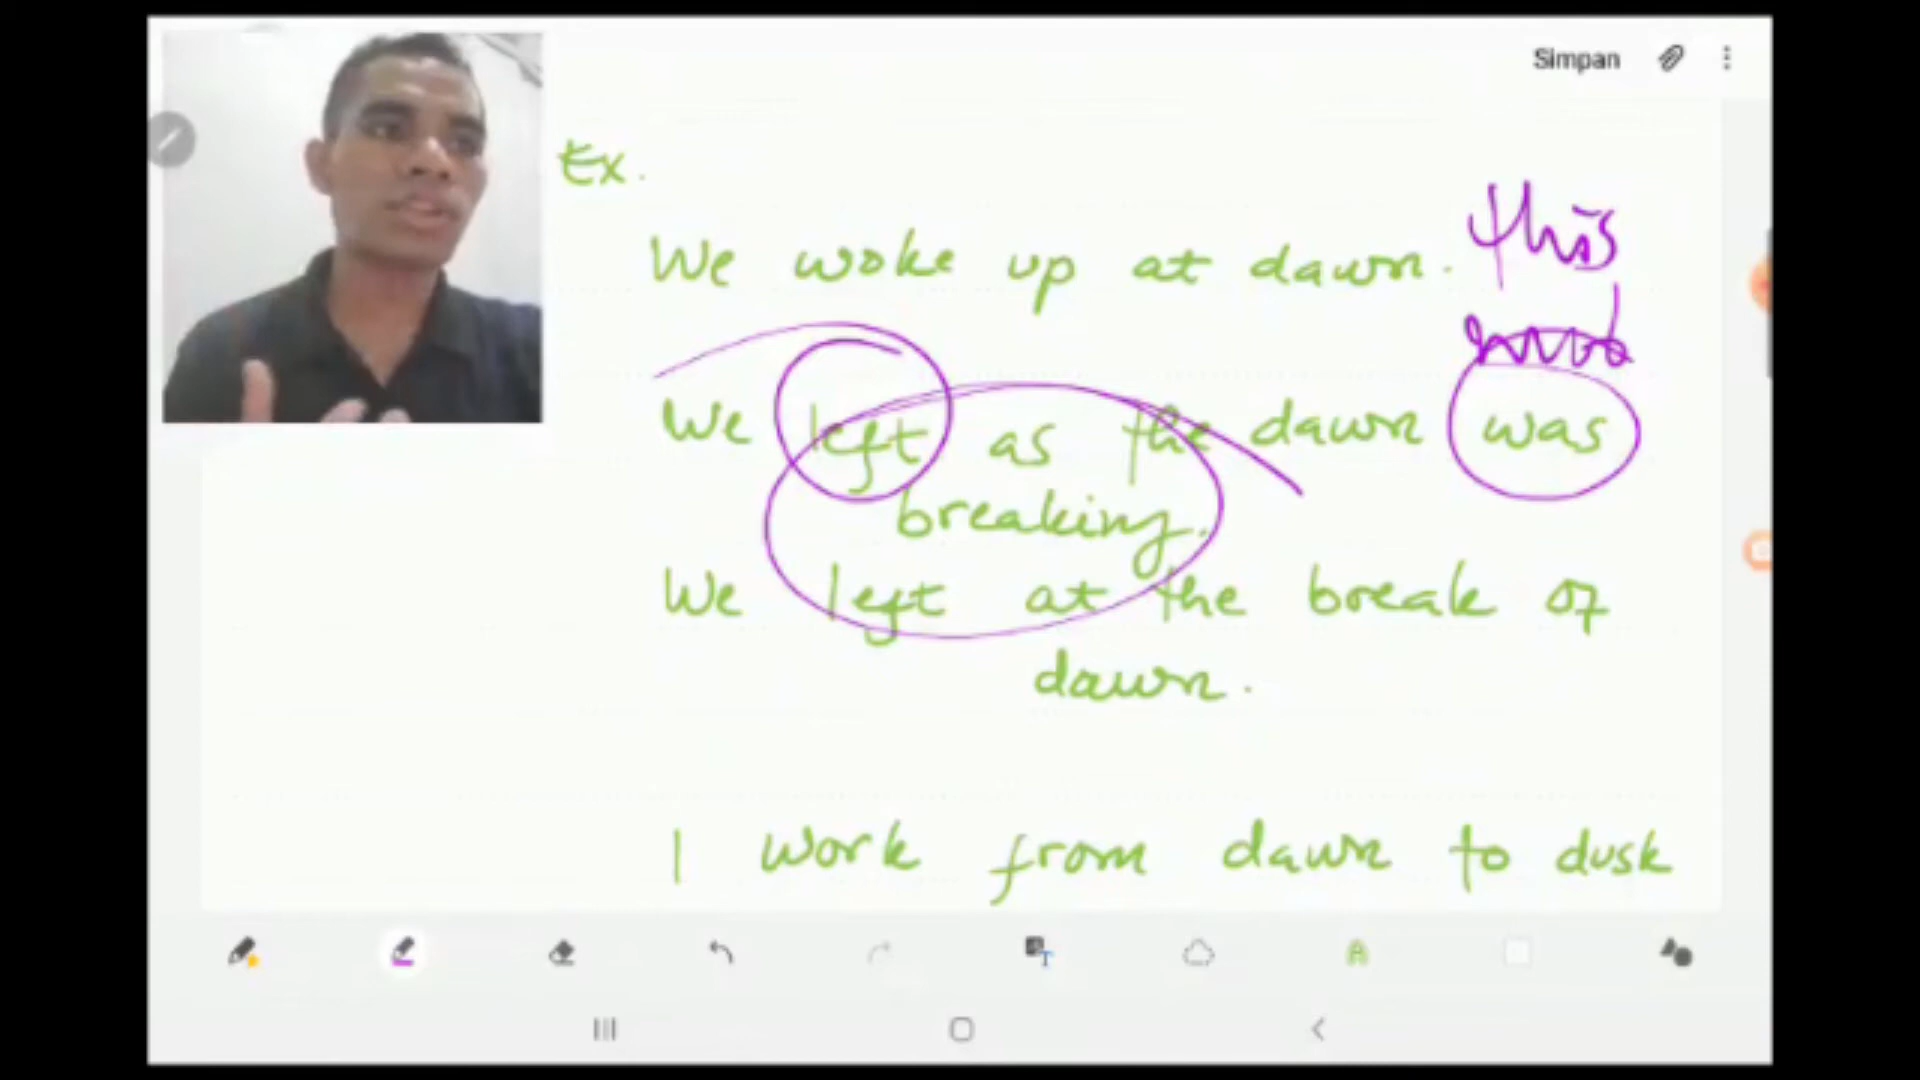 Simpan
Ex.
We woke up at dawn.
this
We left as the dawn was
breaking.
We left at the break of
dawn.
I work from dawn to dusk